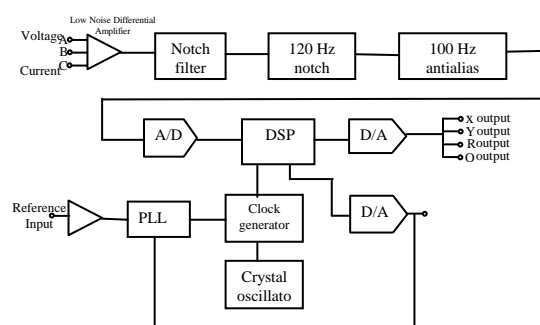 Low Noise Differential
Amplifier
Voltage A
B
C
Current
Notch
filter
120 Hz
notch
100 Hz
antialias
A/D
DSP
D/A
x output
Y output
R output
O output
Reference
Input
PLL
Clock
generator
D/A
Crystal
oscillato